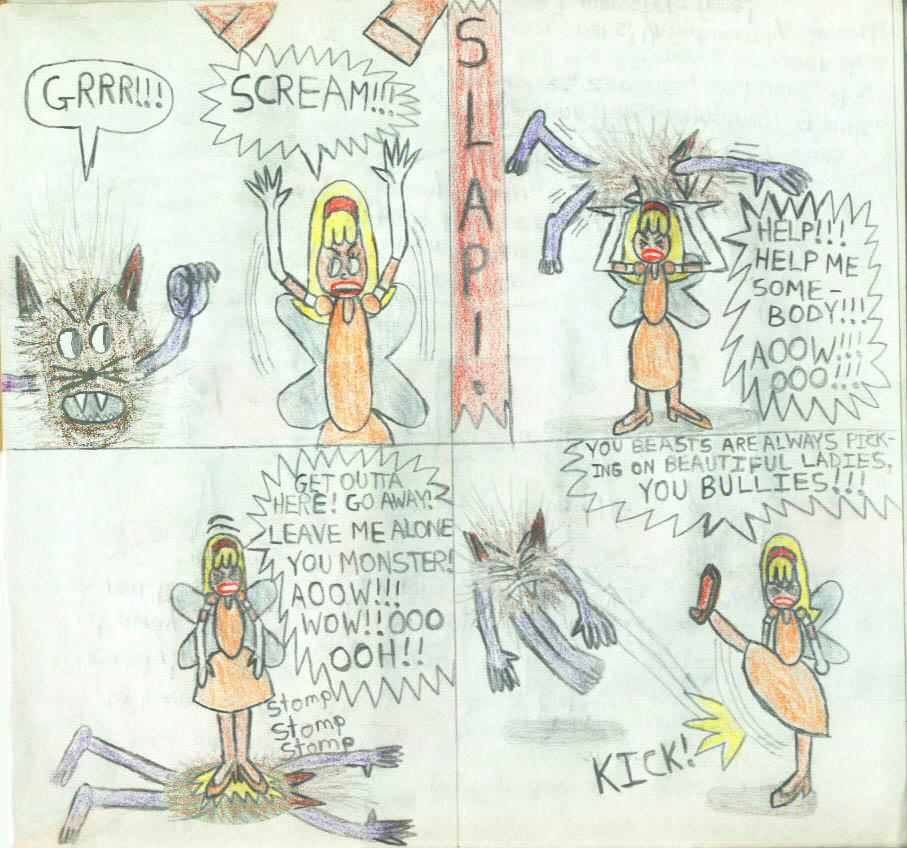 GRRR!!!
SCREAM!!!
SLAP!
HELP!!!
HELP ME
SOME-
BODY!!!
AOOW!!!
OOO!!!
GET OUTTA
HERE! GO AWAY!
LEAVE ME ALONE
YOU MONSTER!
AOOW!!!
WOW!!OOO
OOH!!
Stomp
Stomp
Stomp
YOU BEASTS ARE ALWAYS PICK-
ING ON BEAUTIFUL LADIES,
YOU BULLIES!!!
KICK!